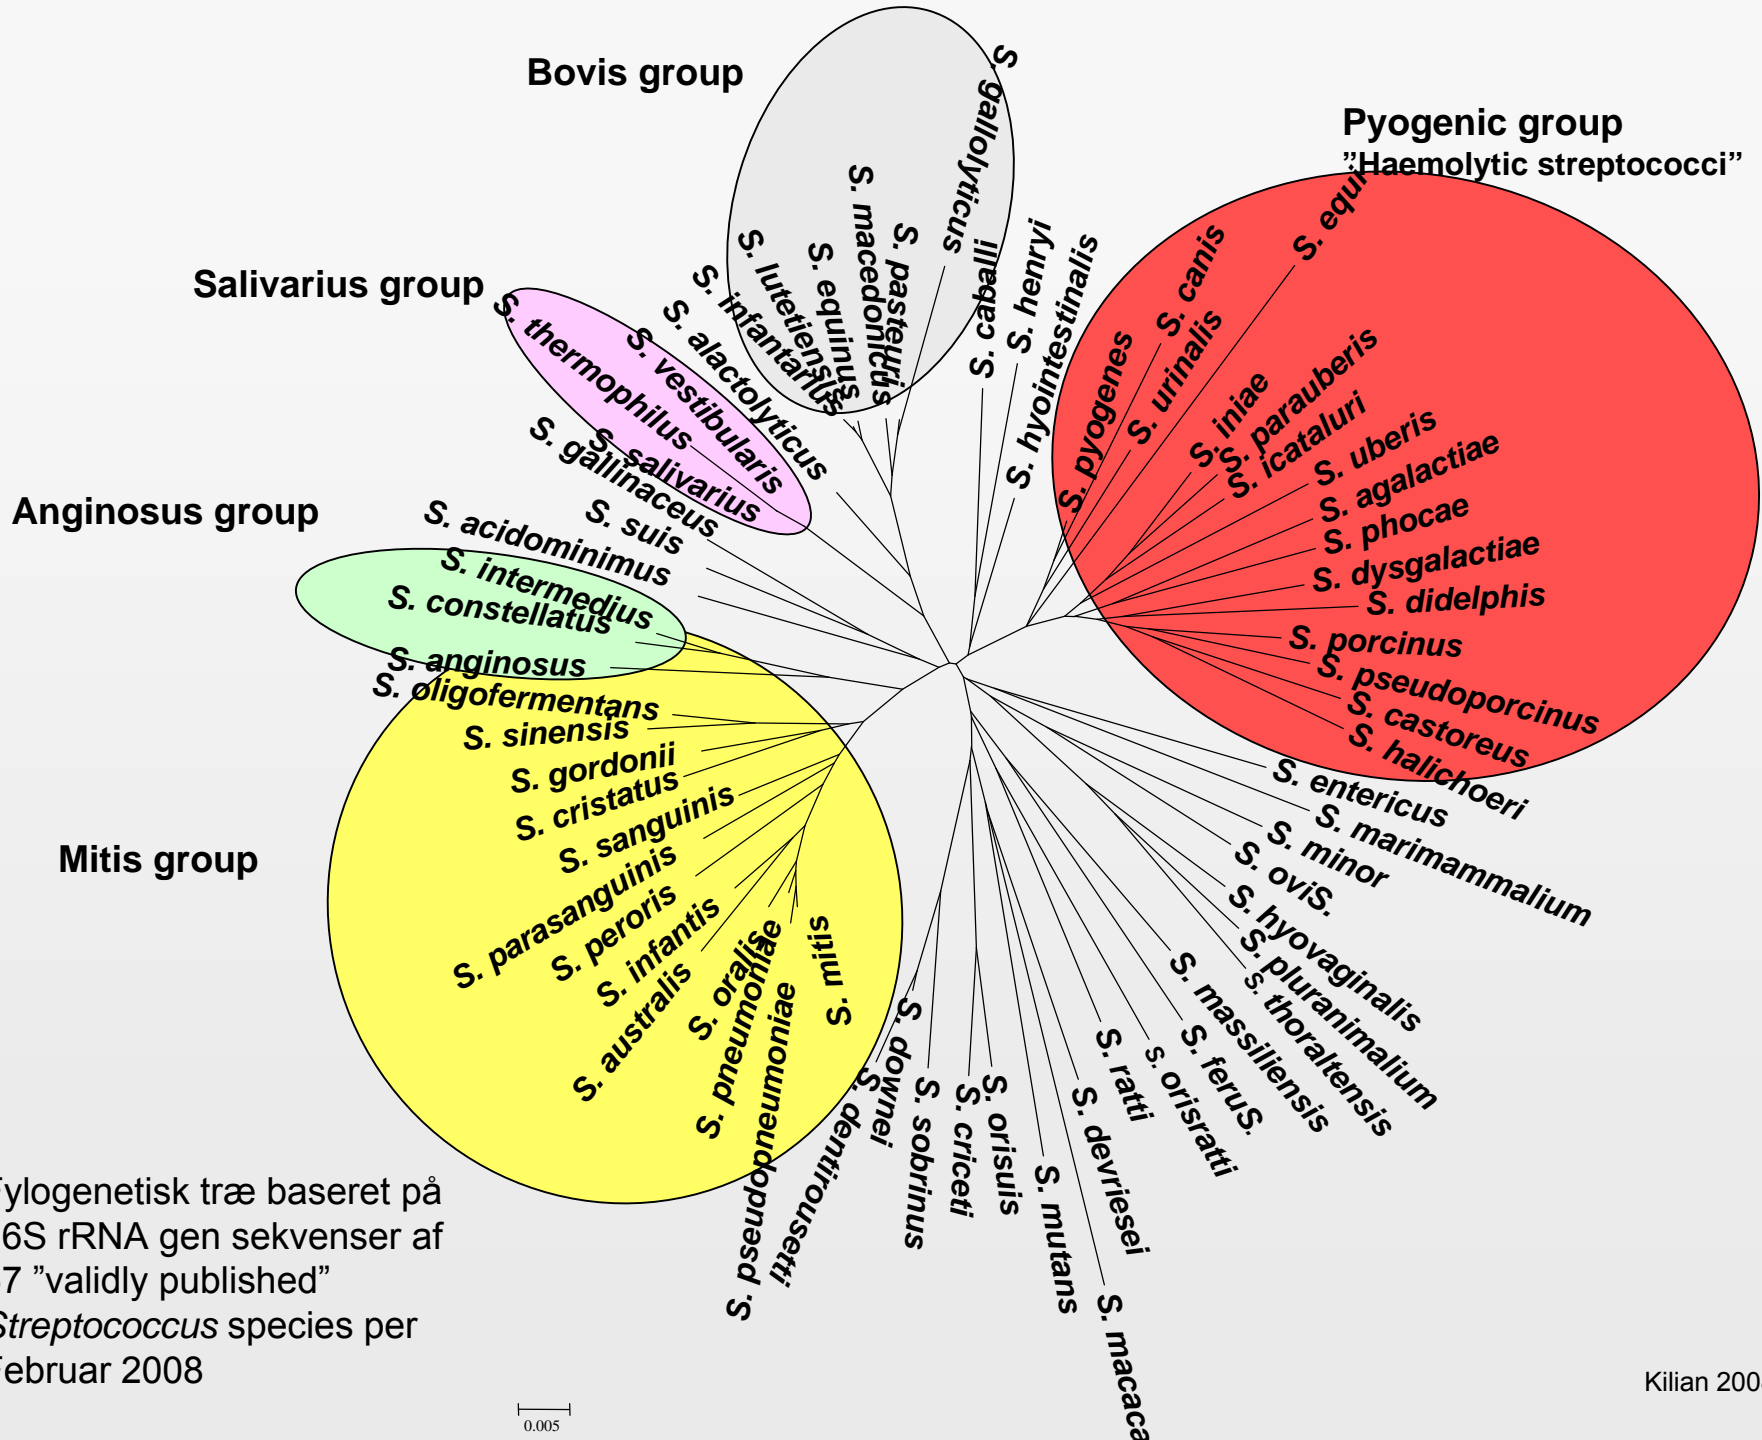 Bovis group
Pyogenic group
”Haemolytic streptococci”
Salivarius group
Anginosus group
Mitis group
S. gallolyticus
S. pasteuri
S. macedonicus
S. equinus
S. lutetiensis
S. infantarius
S. alactolyticus
S. vestibularis
S. thermophilus
S. salivarius
S. gallinaceus
S. suis
S. acidominimus
S. intermedius
S. constellatus
S. anginosus
S. oligofermentans
S. sinensis
S. gordonii
S. cristatus
S. sanguinis
S. parasanguinis
S. peroris
S. infantis
S. australis
S. oralis
S. pneumoniae
S. pseudopneumoniae
S. mitis
S. dentirousetti
S. downei
S. sobrinus
S. criceti
S. orisuis
S. mutans
S. macaca
S. devriesei
S. ratti
S. orisratti
S. feruS.
S. massiliensis
S. thoraltensis
S. pluranimalium
S. hyovaginalis
S. oviS.
S. minor
S. marimammalium
S. entericus
S. halichoeri
S. castoreus
S. pseudoporcinus
S. porcinus
S. didelphis
S. dysgalactiae
S. phocae
S. agalactiae
S. uberis
S. icataluri
S. parauberis
S. iniae
S. equi
S. urinalis
S. canis
S. pyogenes
S. hyointestinalis
S. henryi
S. caballi
ylogenetisk træ baseret på
6S rRNA gen sekvenser af
7 ”validly published”
Streptococcus species per
ebruar 2008
0.005
Kilian 200